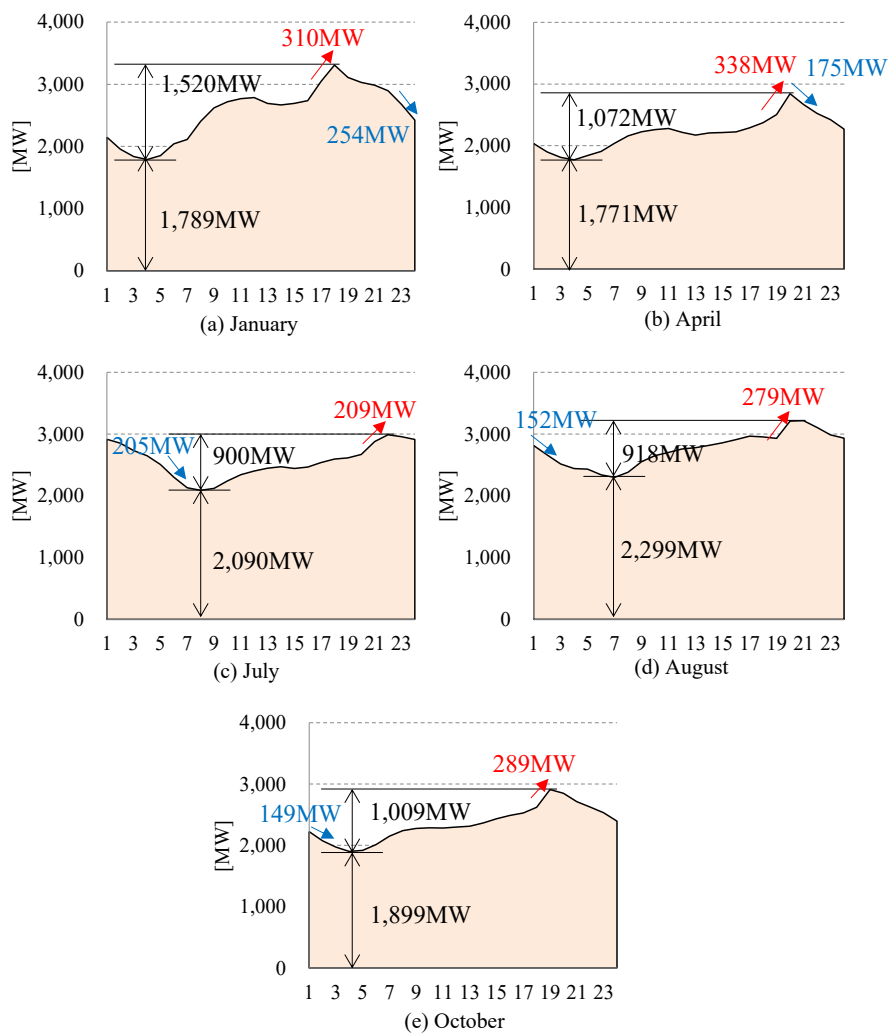 4,000
310MW
3,000
1,520MW
2,000
254MW
[MW]
1,000
1,789MW
0
1 3 5 7 9 11 13 15 17 19 21 23
(a) January
4,000
338MW 175MW
3,000
1,072MW
2,000
[MW]
1,000
1,771MW
0
1 3 5 7 9 11 13 15 17 19 21 23
(b) April
4,000
209MW
3,000
205MW
900MW
2,000
[MW]
2,090MW
1,000
0
1 3 5 7 9 11 13 15 17 19 21 23
(c) July
4,000
279MW
152MW
3,000
918MW
2,000
[MW]
2,299MW
1,000
0
1 3 5 7 9 11 13 15 17 19 21 23
(d) August
4,000
289MW
3,000
149MW
1,009MW
2,000
[MW]
1,000
1,899MW
0
1 3 5 7 9 11 13 15 17 19 21 23
(e) October